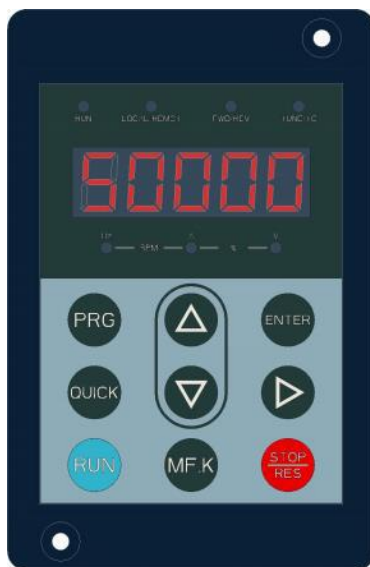 RUN LOCAL/REMOT FWD/REV TUNE/TC
50000
Hz RPM A % V
PRG ENTER
QUICK
RUN MF.K STOP
RES